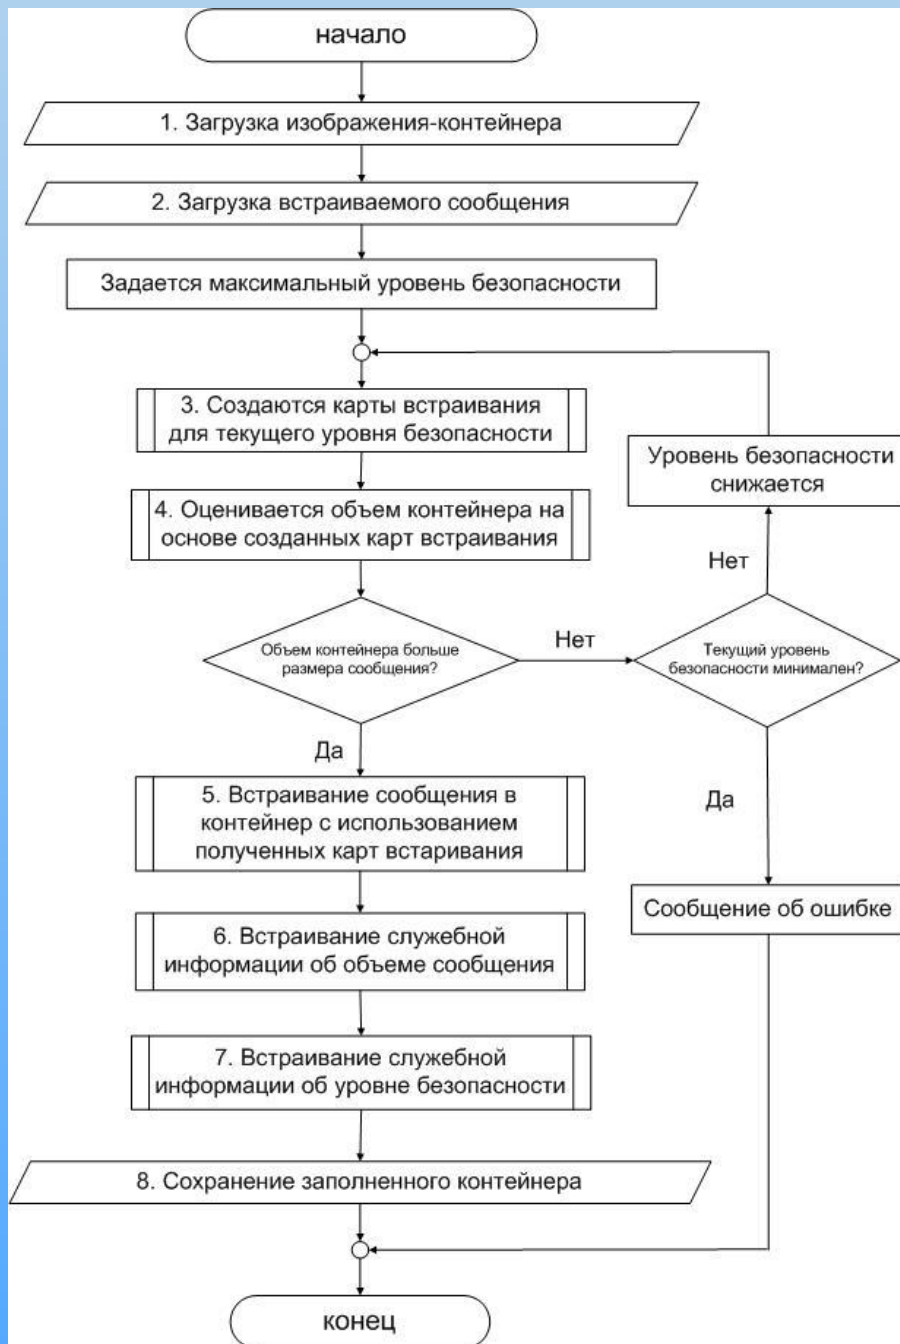 начало
1. Загрузка изображения-контейнера
2. Загрузка встраиваемого сообщения
Задается максимальный уровень безопасности
3. Создаются карты встраивания
для текущего уровня безопасности
Уровень безопасности
снижается
4. Оценивается объем контейнера на
основе созданных карт встраивания
Нет
Объем контейнера больше
размера сообщения?
Нет
Текущий уровень
безопасности минимален?
Да
5. Встраивание сообщения в
контейнер с использованием
полученных карт встаривания
Да
Сообщение об ошибке
6. Встраивание служебной
информации об объеме сообщения
7. Встраивание служебной
информации об уровне безопасности
8. Сохранение заполненного контейнера
конец